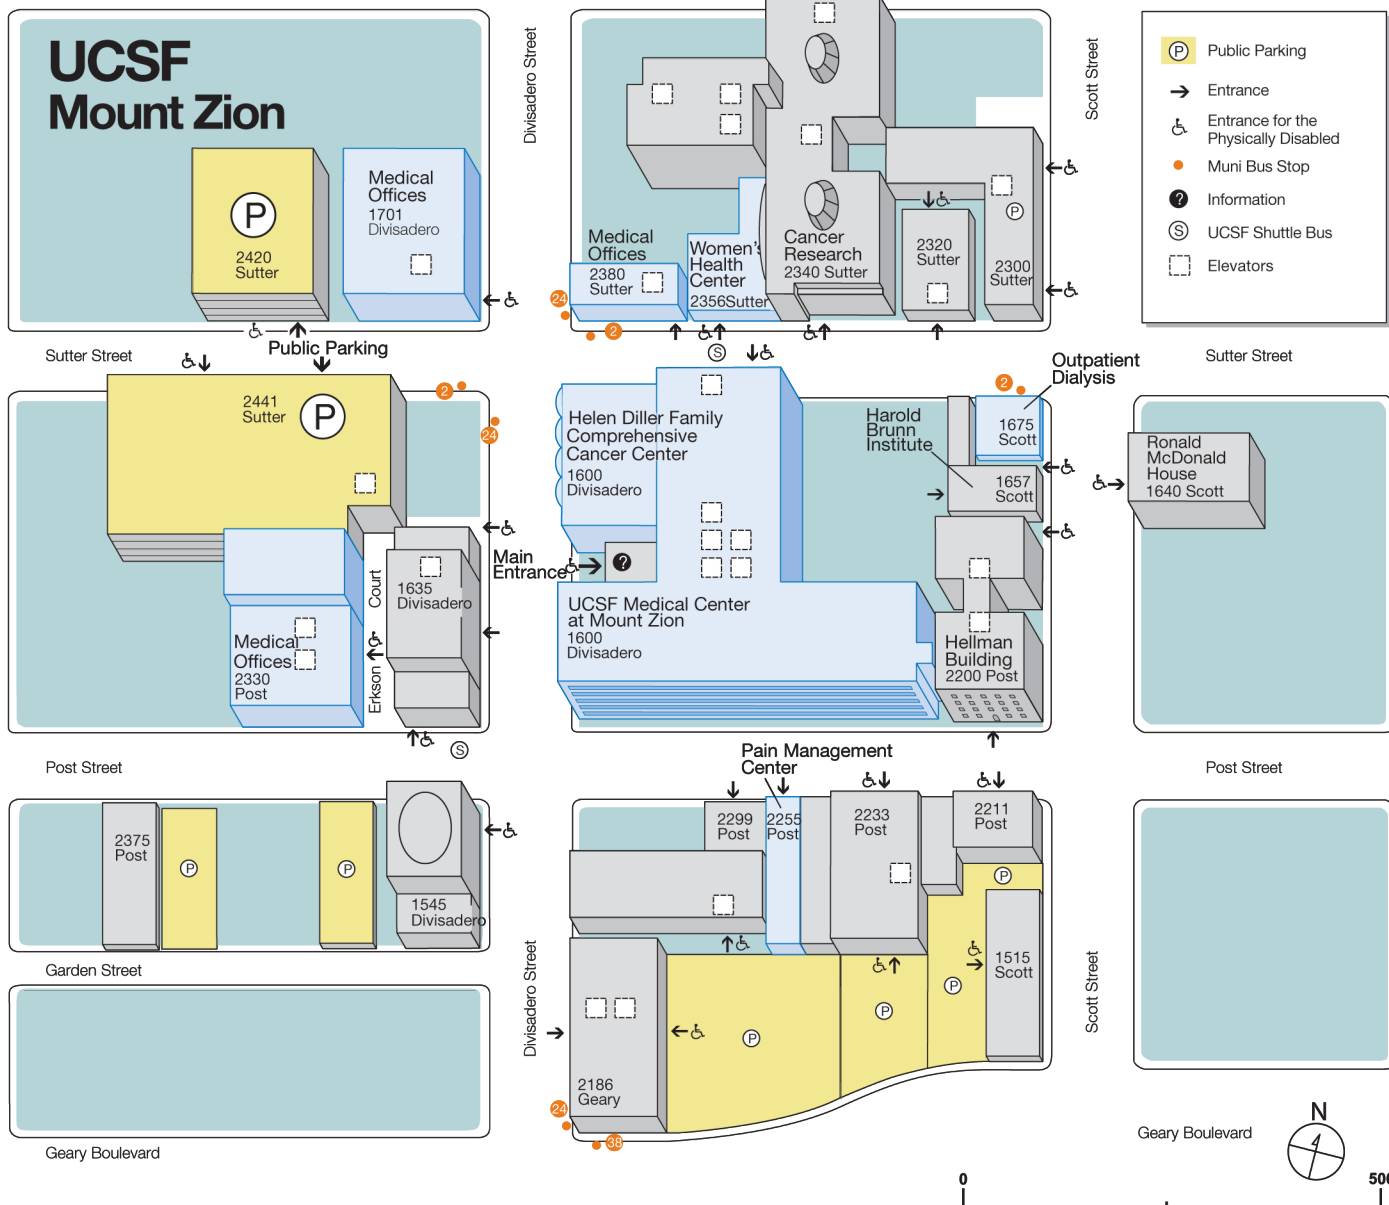 UCSF
Mount Zion
P
2420
Sutter
Medical
Offices
1701
Divisadero
Public Parking
Divisadero Street
Scott Street
Medical
Offices
2380
Sutter
24
2
Women's
Health
Center
2356Sutter
S
Cancer
Research
2340 Sutter
2320
Sutter
P
2300
Sutter
P
Public Parking
Entrance
Entrance for the
Physically Disabled
Muni Bus Stop
?
Information
S
UCSF Shuttle Bus
Elevators
Sutter Street
Sutter Street
2441
Sutter
P
2
24
Helen Diller Family
Comprehensive
Cancer Center
1600
Divisadero
Main
Entrance
?
UCSF Medical Center
at Mount Zion
1600
Divisadero
Outpatient
Dialysis
2
1675
Scott
Harold
Brunn
Institute
1657
Scott
Ronald
McDonald
House
1640 Scott
Hellman
Building
2200 Post
Medical
Offices
2330
Post
Erkson Court
1635
Divisadero
S
Post Street
Post Street
2375
Post
P
P
1545
Divisadero
Garden Street
Pain Management
Center
2299
Post
2255
Post
2233
Post
2211
Post
P
1515
Scott
P
P
P
Divisadero Street
Scott Street
2186
Geary
24
38
Geary Boulevard
Geary Boulevard
N
0